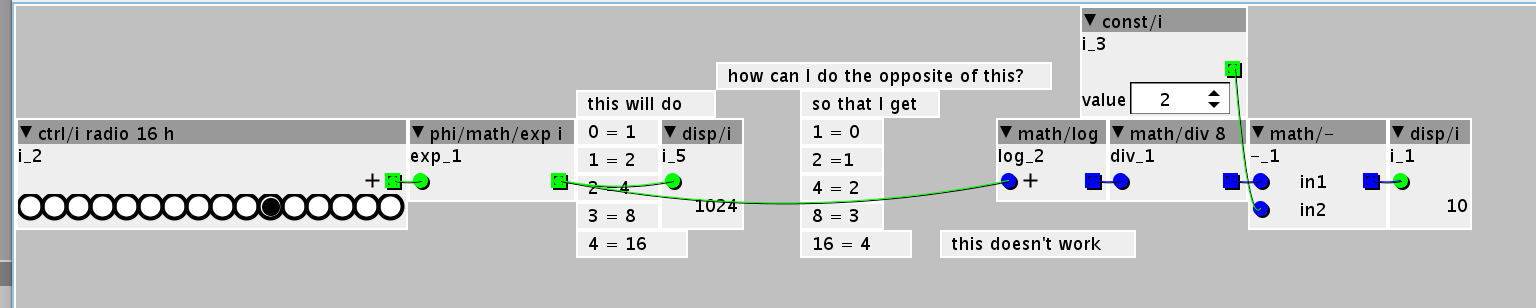 const/i
i_3
value 2
how can I do the opposite of this?
this will do
so that I get
ctrl/i radio 16 h
i_2
+
phi/math/exp i
exp_1
0 = 1
1 = 2
2 = 4
3 = 8
4 = 16
disp/i
i_5
1024
1 = 0
2 =1
4 = 2
8 = 3
16 = 4
this doesn't work
math/log
log_2
+
math/div 8
div_1
math/-
-_1
in1
in2
disp/i
i_1
10